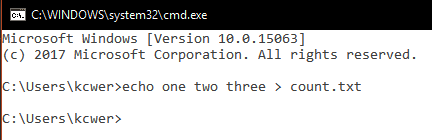 C:\WINDOWS\system32\cmd.exe
Microsoft Windows [Version 10.0.15063]
(c) 2017 Microsoft Corporation. All rights reserved.
C:\Users\kcwer>echo one two three > count.txt
C:\Users\kcwer>